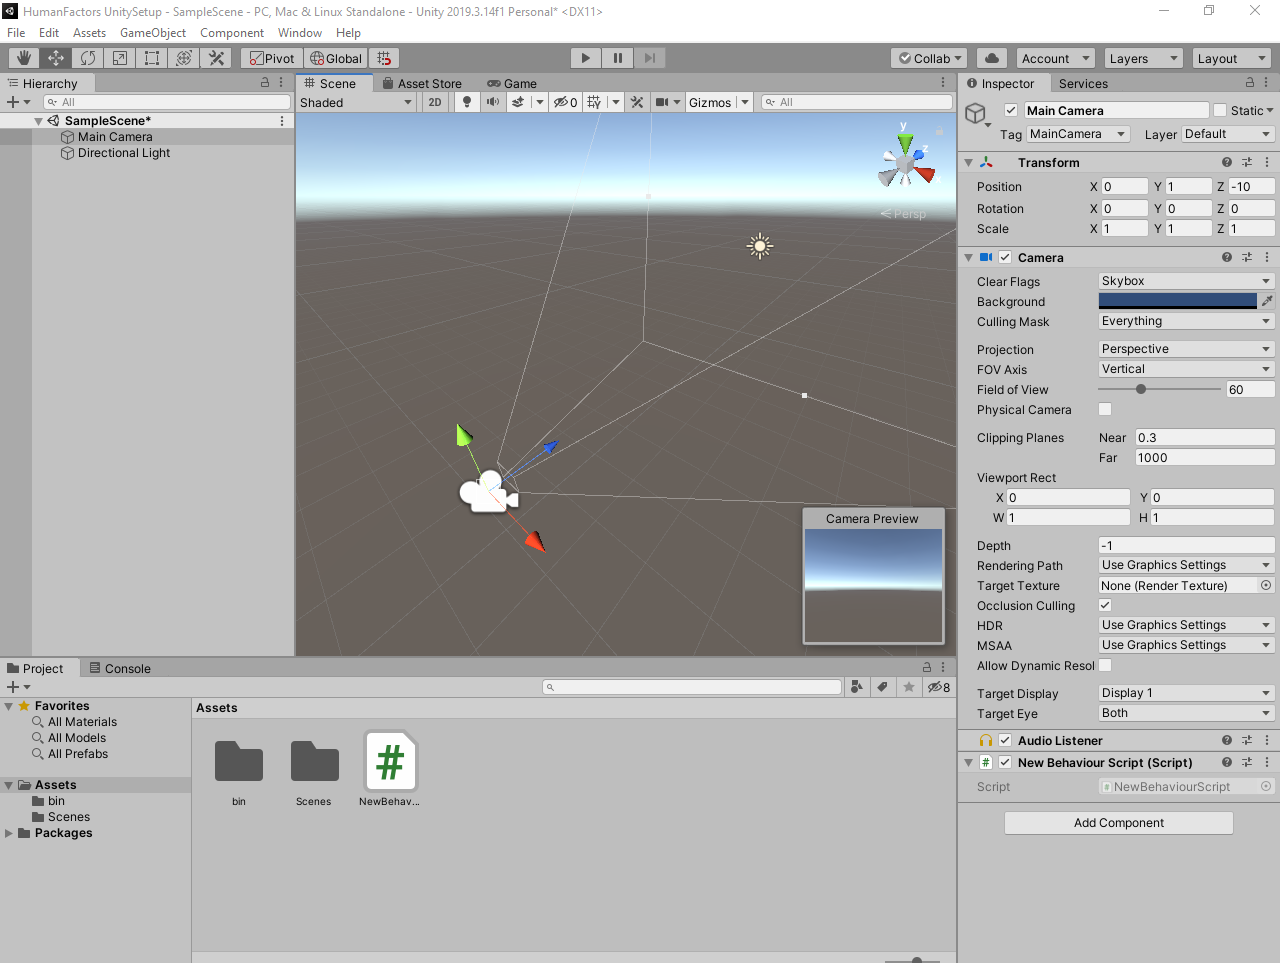 HumanFactors UnitySetup - SampleScene - PC, Mac & Linux Standalone - Unity 2019.3.14f1 Personal* <DX11>
File Edit Assets GameObject Component Window Help
Pivot Global Collab Account Layers Layout
Hierarchy
All
SampleScene*
Main Camera
Directional Light
Scene Asset Store Game
Shaded 2D 0 Gizmos All
y
z
Persp
Camera Preview
Inspector Services
Main Camera Static
Tag MainCamera Layer Default
Transform
Position X 0 Y 1 Z -10
Rotation X 0 Y 0 Z 0
Scale X 1 Y 1 Z 1
Camera
Clear Flags Skybox
Background
Culling Mask Everything
Projection Perspective
FOV Axis Vertical
Field of View 60
Physical Camera
Clipping Planes Near 0.3
Far 1000
Viewport Rect
X 0 Y 0
W 1 H 1
Depth -1
Rendering Path Use Graphics Settings
Target Texture None (Render Texture)
Occlusion Culling
HDR Use Graphics Settings
MSAA Use Graphics Settings
Allow Dynamic Resol
Target Display Display 1
Target Eye Both
Audio Listener
New Behaviour Script (Script)
Script NewBehaviourScript
Add Component
Project Console
8
Favorites
All Materials
All Models
All Prefabs
Assets
bin
Scenes
Packages
Assets
bin Scenes NewBehav...